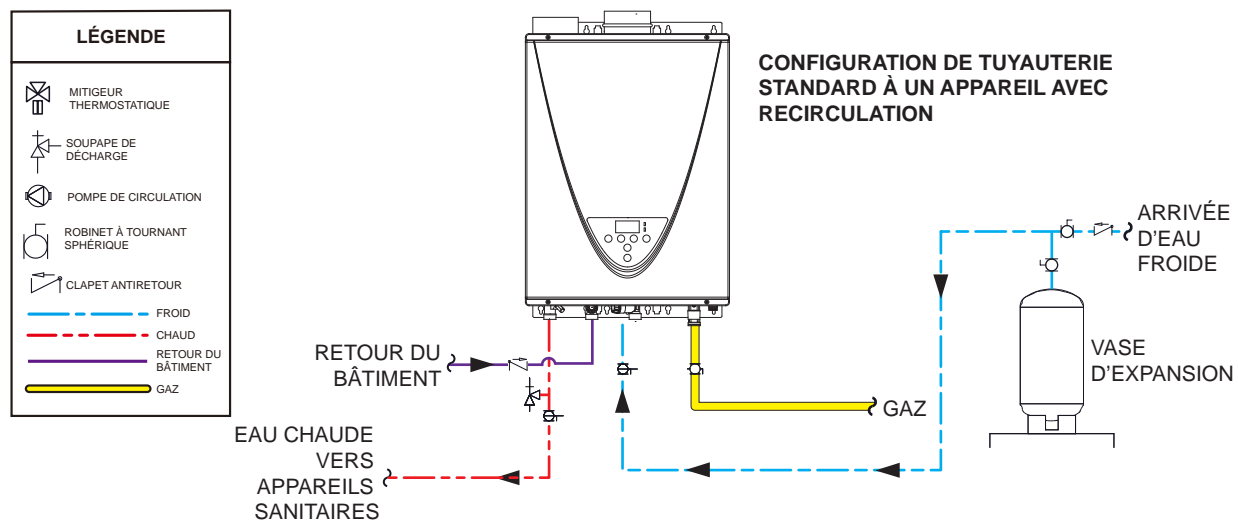 LÉGENDE
MITIGEUR
THERMOSTATIQUE
SOUPAPE DE
DÉCHARGE
POMPE DE CIRCULATION
ROBINET À TOURNANT
SPHÉRIQUE
CLAPET ANTIRETOUR
FROID
CHAUD
RETOUR DU
BÂTIMENT
GAZ
CONFIGURATION DE TUYAUTERIE
STANDARD À UN APPAREIL AVEC
RECIRCULATION
ARRIVÉE
D'EAU
FROIDE
RETOUR DU
BÂTIMENT
VASE
D'EXPANSION
GAZ
EAU CHAUDE
VERS
APPAREILS
SANITAIRES